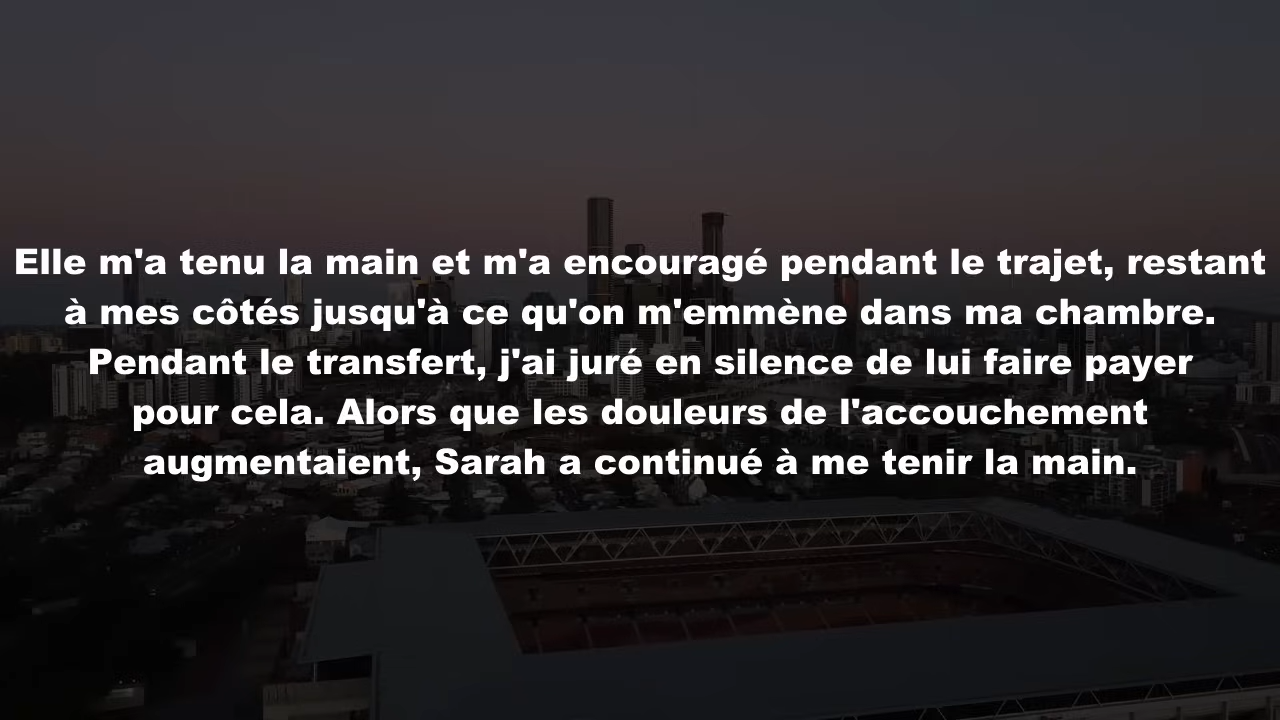 Elle m'a tenu la main et m'a encouragé pendant le trajet, restant
à mes côtés jusqu'à ce qu'on m'emmène dans ma chambre.
Pendant le transfert, j'ai juré en silence de lui faire payer
pour cela. Alors que les douleurs de l'accouchement
augmentaient, Sarah a continué à me tenir la main.